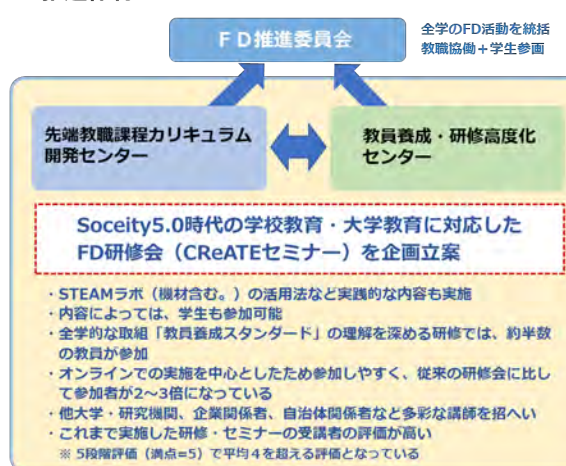 ＦＤ推進委員会
全学のFD活動を統括
教職協働＋学生参画
先端教職課程カリキュラム
開発センター
教員養成・研修高度化
センター
Soceity5.0時代の学校教育・大学教育に対応した
FD研修会（CReATEセミナー）を企画立案
・STEAMラボ（機材含む。）の活用法など実践的な内容も実施
・内容によっては、学生も参加可能
・全学的な取組「教員養成スタンダード」の理解を深める研修では、約半数
の教員が参加
・オンラインでの実施を中心としたため参加しやすく、従来の研修会に比し
て参加者が2～3倍になっている
・他大学・研究機関、企業関係者、自治体関係者など多彩な講師を招へい
・これまで実施した研修・セミナーの受講者の評価が高い
※ 5段階評価（満点=5）で平均４を超える評価となっている